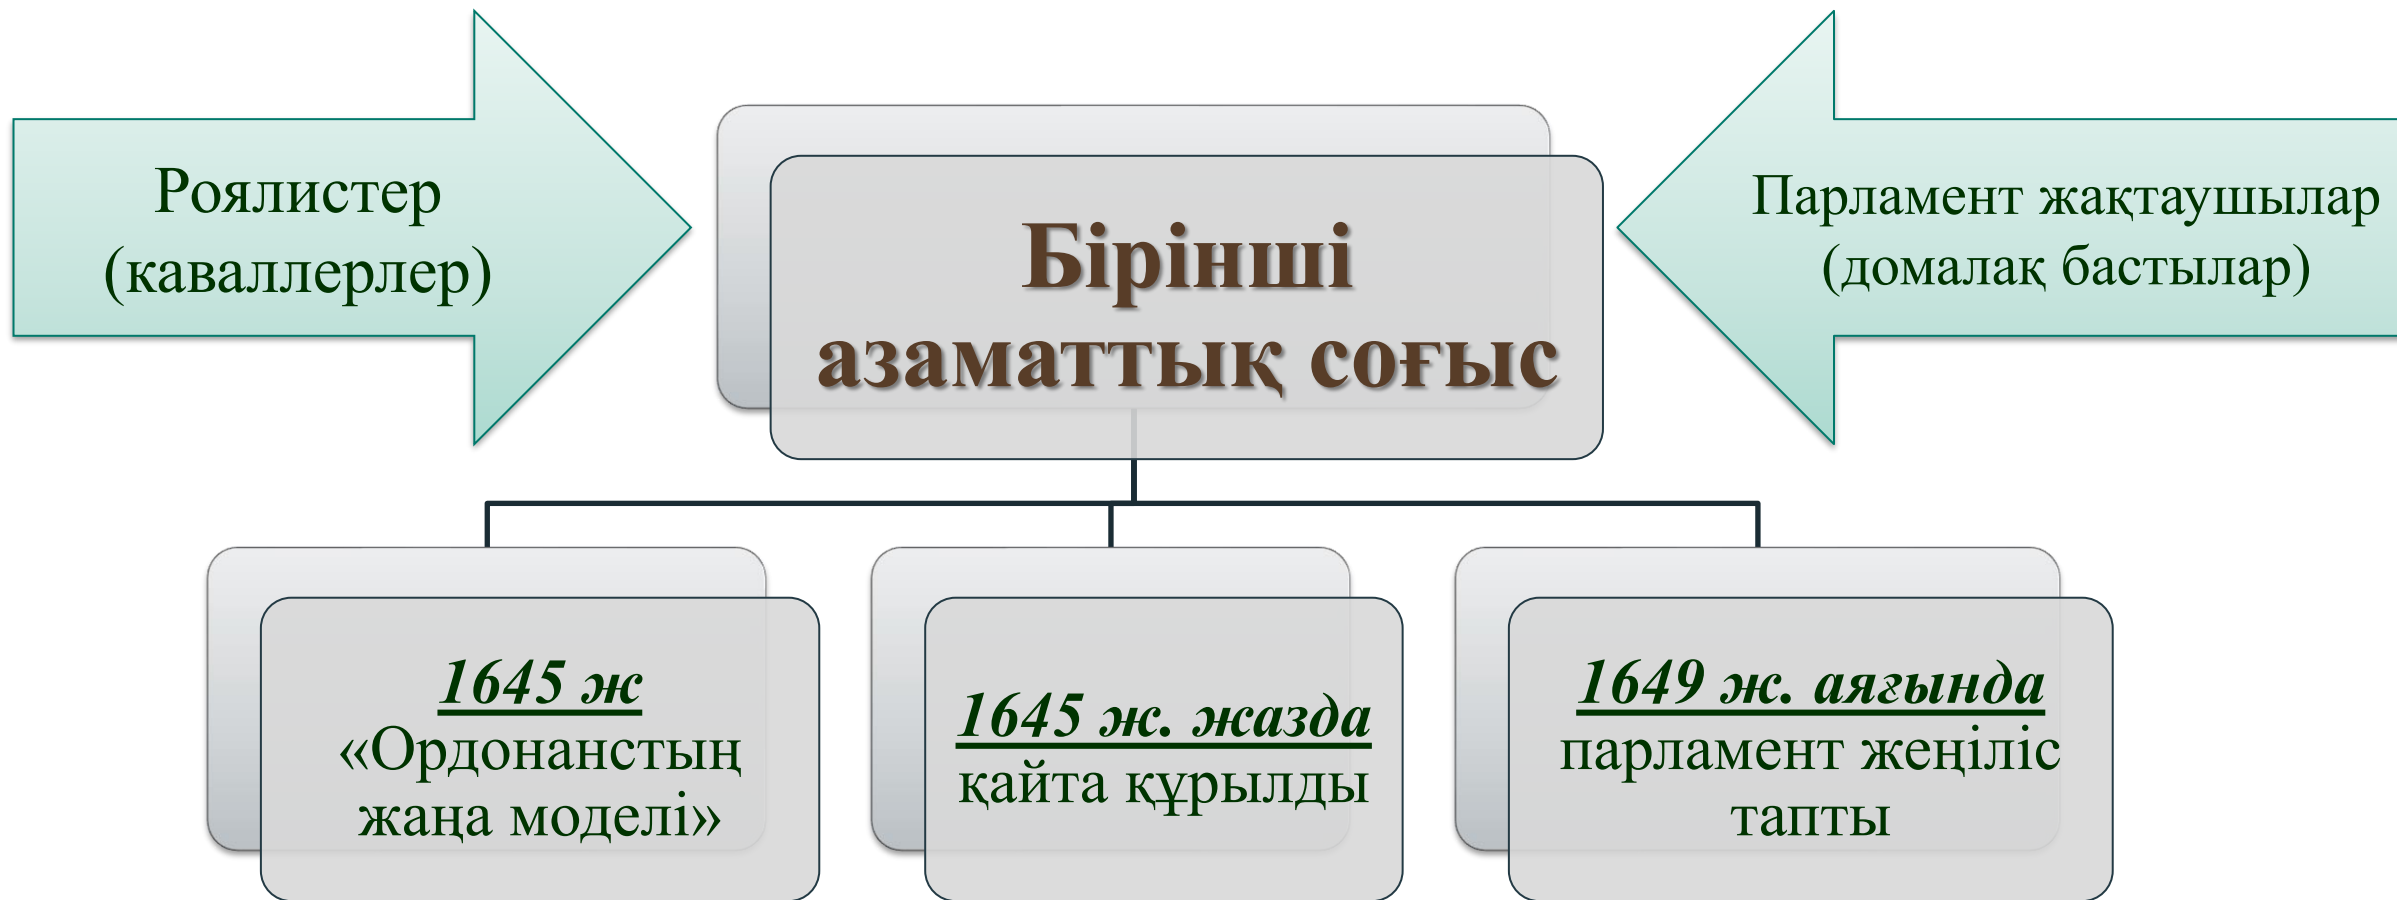 Роялистер
(каваллерлер)
Бірінші
азаматтық соғыс
Парламент жақтаушылар
(домалақ бастылар)
1645 ж
«Ордонанстың
жаңа моделі»
1645 ж. жазда
қайта құрылды
1649 ж. аяғында
парламент жеңіліс
тапты